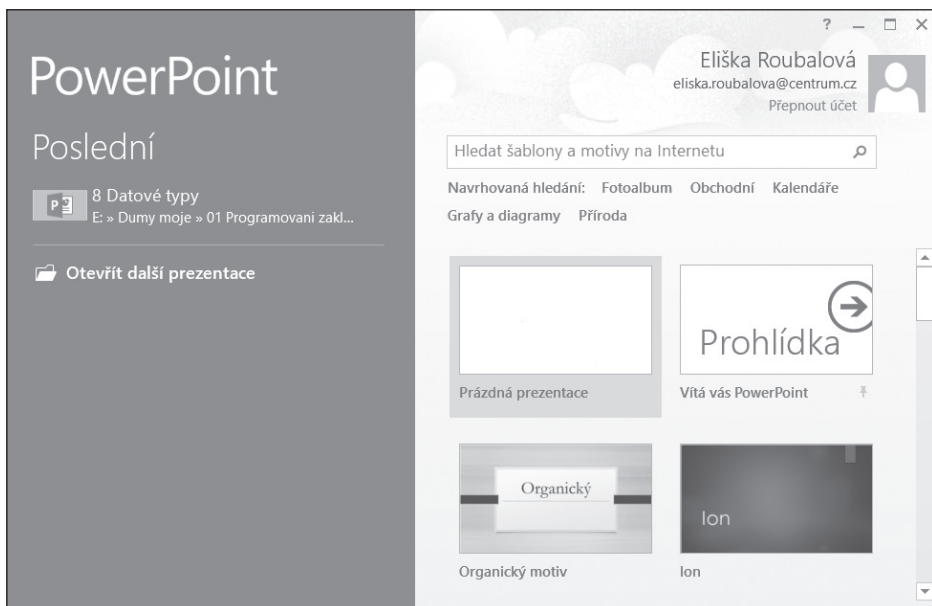 PowerPoint
Poslední
8 Datové typy
E: » Dumy moje » 01 Programovani zakl...
Otevřít další prezentace
?
Eliška Roubalová
eliska.roubalova@centrum.cz
Přepnout účet
Hledat šablony a motivy na Internetu
Navrhovaná hledání: Fotoalbum Obchodní Kalendáře
Grafy a diagramy Příroda
Prohlídka
Prázdná prezentace
Vítá vás PowerPoint
Organický
Ion
Organický motiv
Ion